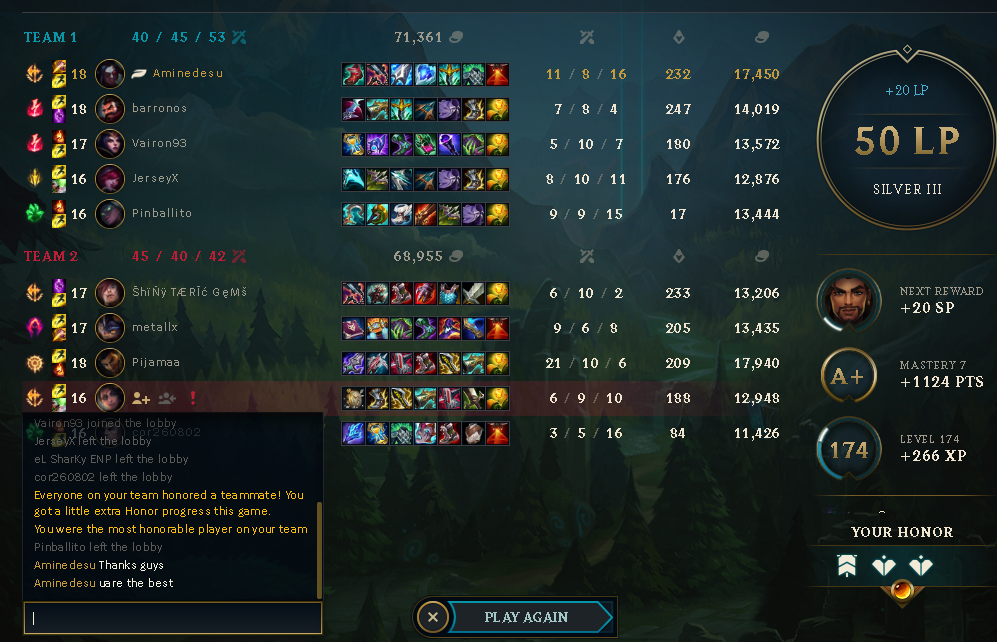 TEAM 1 40 / 45 / 53 71,361
18 Aminedesu 11 / 8 / 16 232 17,450
18 barronos 7 / 8 / 4 247 14,019
17 Vairon93 5 / 10 / 7 180 13,572
16 JerseyX 8 / 10 / 11 176 12,876
16 Pinballito 9 / 9 / 15 17 13,444
TEAM 2 45 / 40 / 42 68,955
17 ŠhïÑÿ TÆRĪć GęMš 6 / 10 / 2 233 13,206
17 metallx 9 / 6 / 8 205 13,435
18 Pijamaa 21 / 10 / 6 209 17,940
16 6 / 9 / 10 188 12,948
16 cor260802 3 / 5 / 16 84 11,426
Vairon93 joined the lobby
JerseyX left the lobby
eL SharKy ENP left the lobby
cor260802 left the lobby
Everyone on your team honored a teammate! You
got a little extra Honor progress this game.
You were the most honorable player on your team
Pinballito left the lobby
Aminedesu Thanks guys
Aminedesu uare the best
PLAY AGAIN
+20 LP
50 LP
SILVER III
NEXT REWARD
+20 SP
A+
MASTERY 7
+1124 PTS
174
LEVEL 174
+266 XP
YOUR HONOR